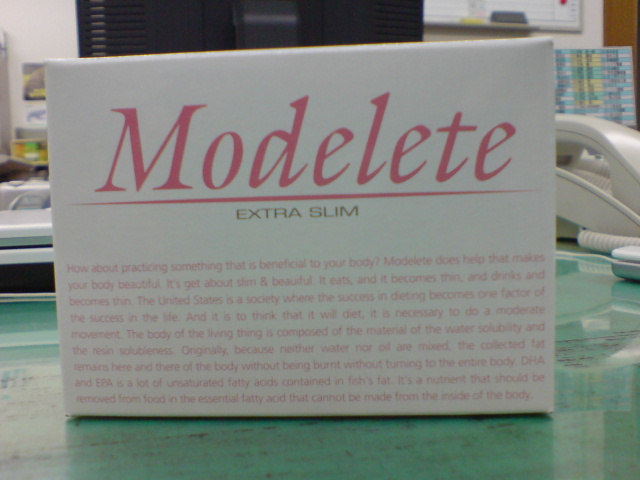 Modelete
EXTRA SLIM
How about practicing something that is beneficial to your body? Modelete does help that makes
your body beautiful. It's get about slim & beauiful. It eats, and it becomes thin, and drinks and
becomes thin. The United States is a society where the success in dieting becomes one factor of
the success in the life. And it is to think that it will diet, it is necessary to do a moderate
movement. The body of the living thing is composed of the material of the water solubility and
the resin solubleness. Originally, because neither water nor oil are mixed, the collected fat
remains here and there of the body without being burnt without turning to the entire body. DHA
and EPA is a lot of unsaturated fatty acids contained in fish's fat. It's a nutrient that should be
removed from food in the essential fatty acid that cannot be made from the inside of the body.